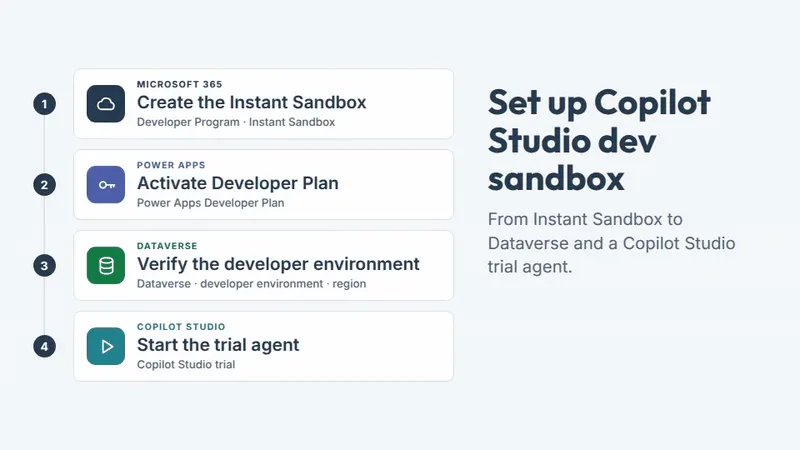 1
MICROSOFT 365
Create the Instant Sandbox
Developer Program · Instant Sandbox
2
POWER APPS
Activate Developer Plan
Power Apps Developer Plan
3
DATAVERSE
Verify the developer environment
Dataverse · developer environment · region
4
COPILOT STUDIO
Start the trial agent
Copilot Studio trial
Set up Copilot
Studio dev
sandbox
From Instant Sandbox to
Dataverse and a Copilot Studio
trial agent.